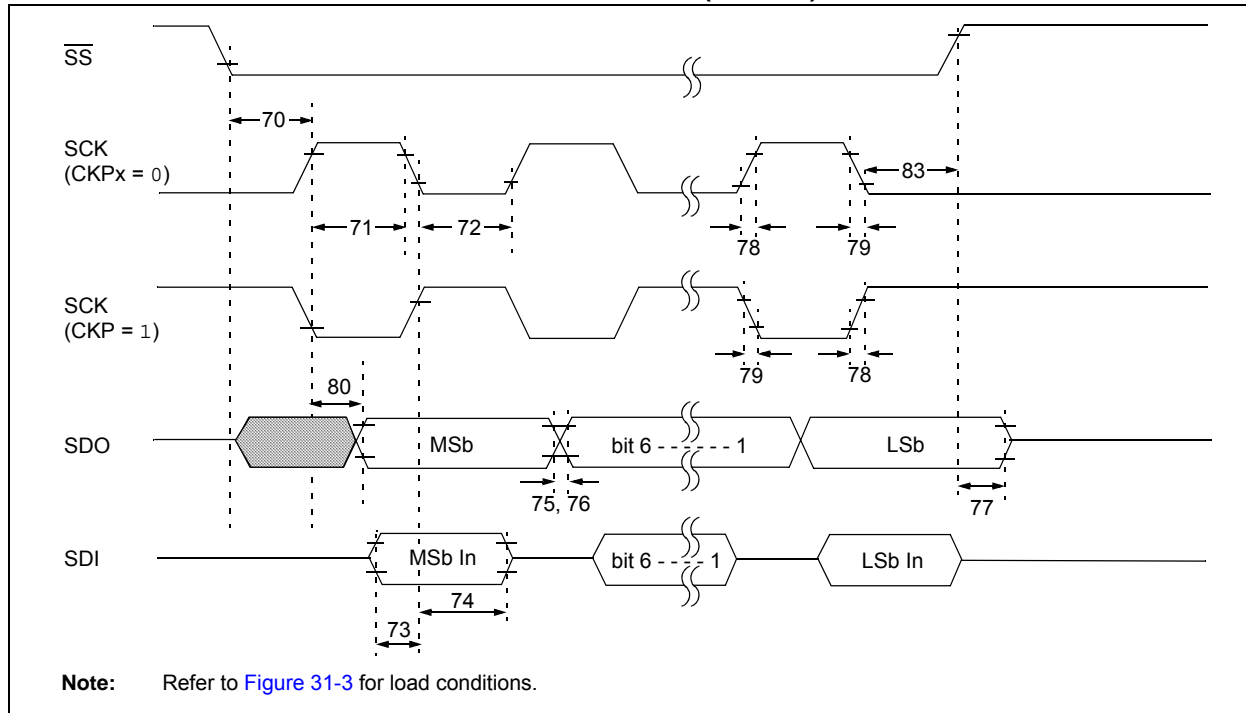 SS
70
SCK
(CKPx = 0)
83
71
72
78
79
SCK
(CKP = 1)
79
78
80
SDO
MSb
bit 6 - - - - - - - 1
LSb
75, 76
77
SDI
MSb In
bit 6 - - - - 1
LSb In
74
73
Note: Refer to Figure 31-3 for load conditions.